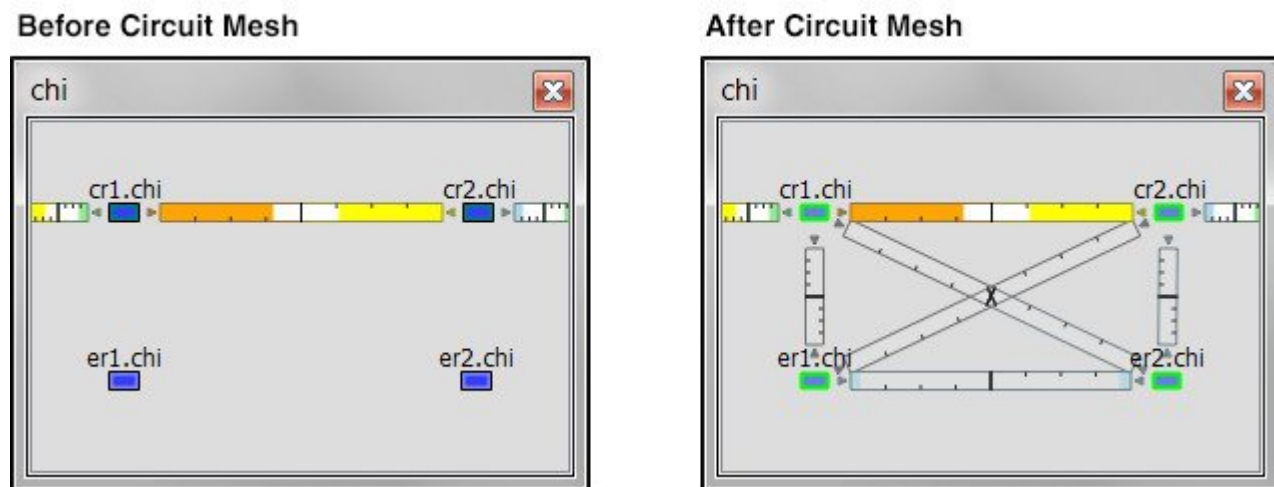 Before Circuit Mesh
After Circuit Mesh
chi
chi
cr1.chi
cr2.chi
cr1.chi
cr2.chi
er1.chi
er2.chi
er1.chi
er2.chi